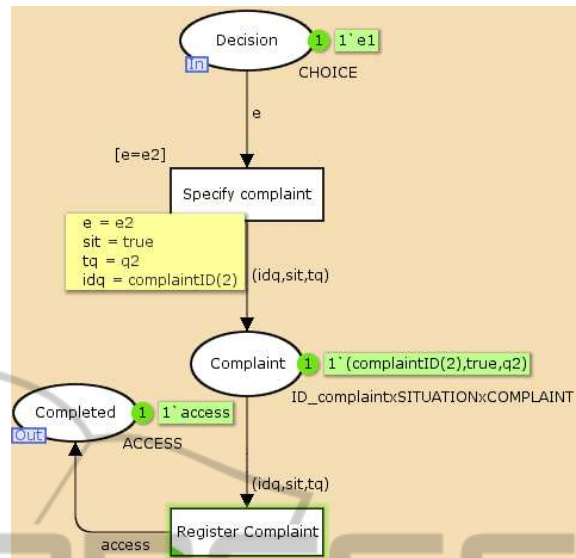 Decision
1
1`e1
In
CHOICE
e
[e=e2]
Specify complaint
e = e2
sit = true
tq = q2
idq = complaintID(2)
(idq,sit,tq)
Complaint
1
1`(complaintID(2),true,q2)
ID_complaintxSITUATIONxCOMPLAINT
Completed
1
1`access
Out
ACCESS
(idq,sit,tq)
Register Complaint
access